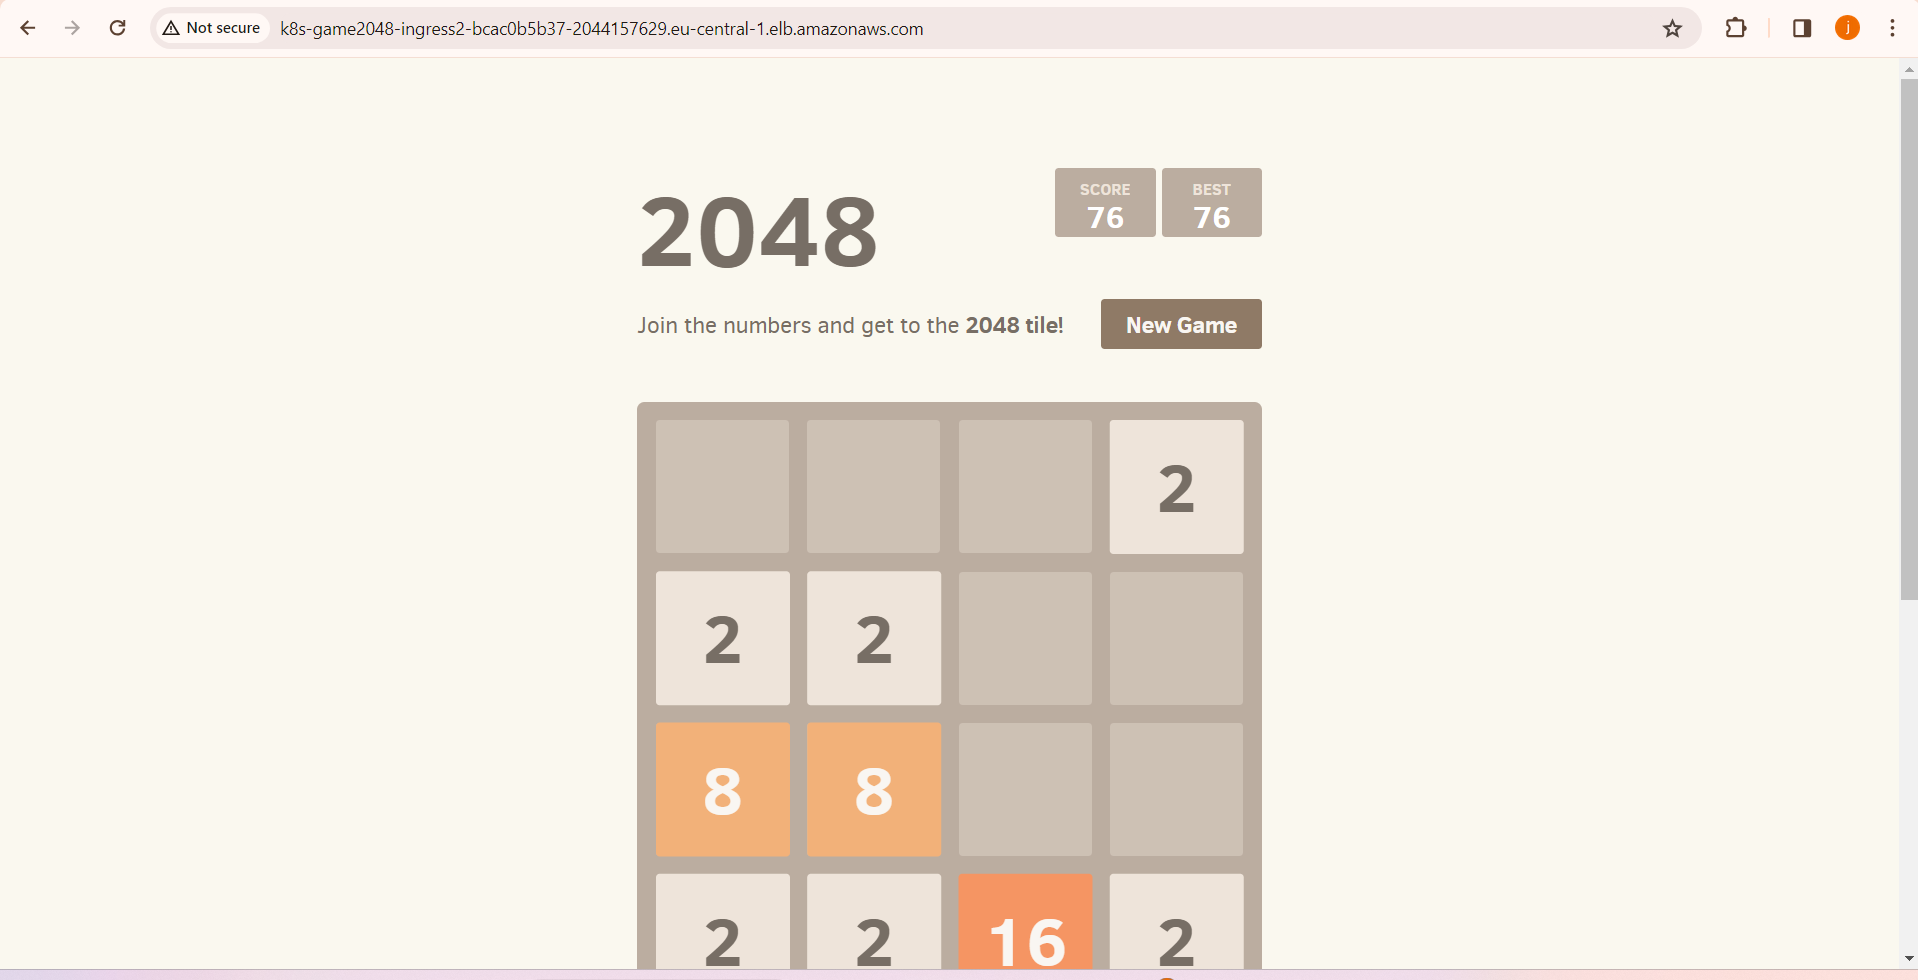 Not secure k8s-game2048-ingress2-bcac0b5b37-2044157629.eu-central-1.elb.amazonaws.com j
2048
SCORE BEST
76 76
Join the numbers and get to the 2048 tile! New Game
2
2 2
8 8
2 2 16 2